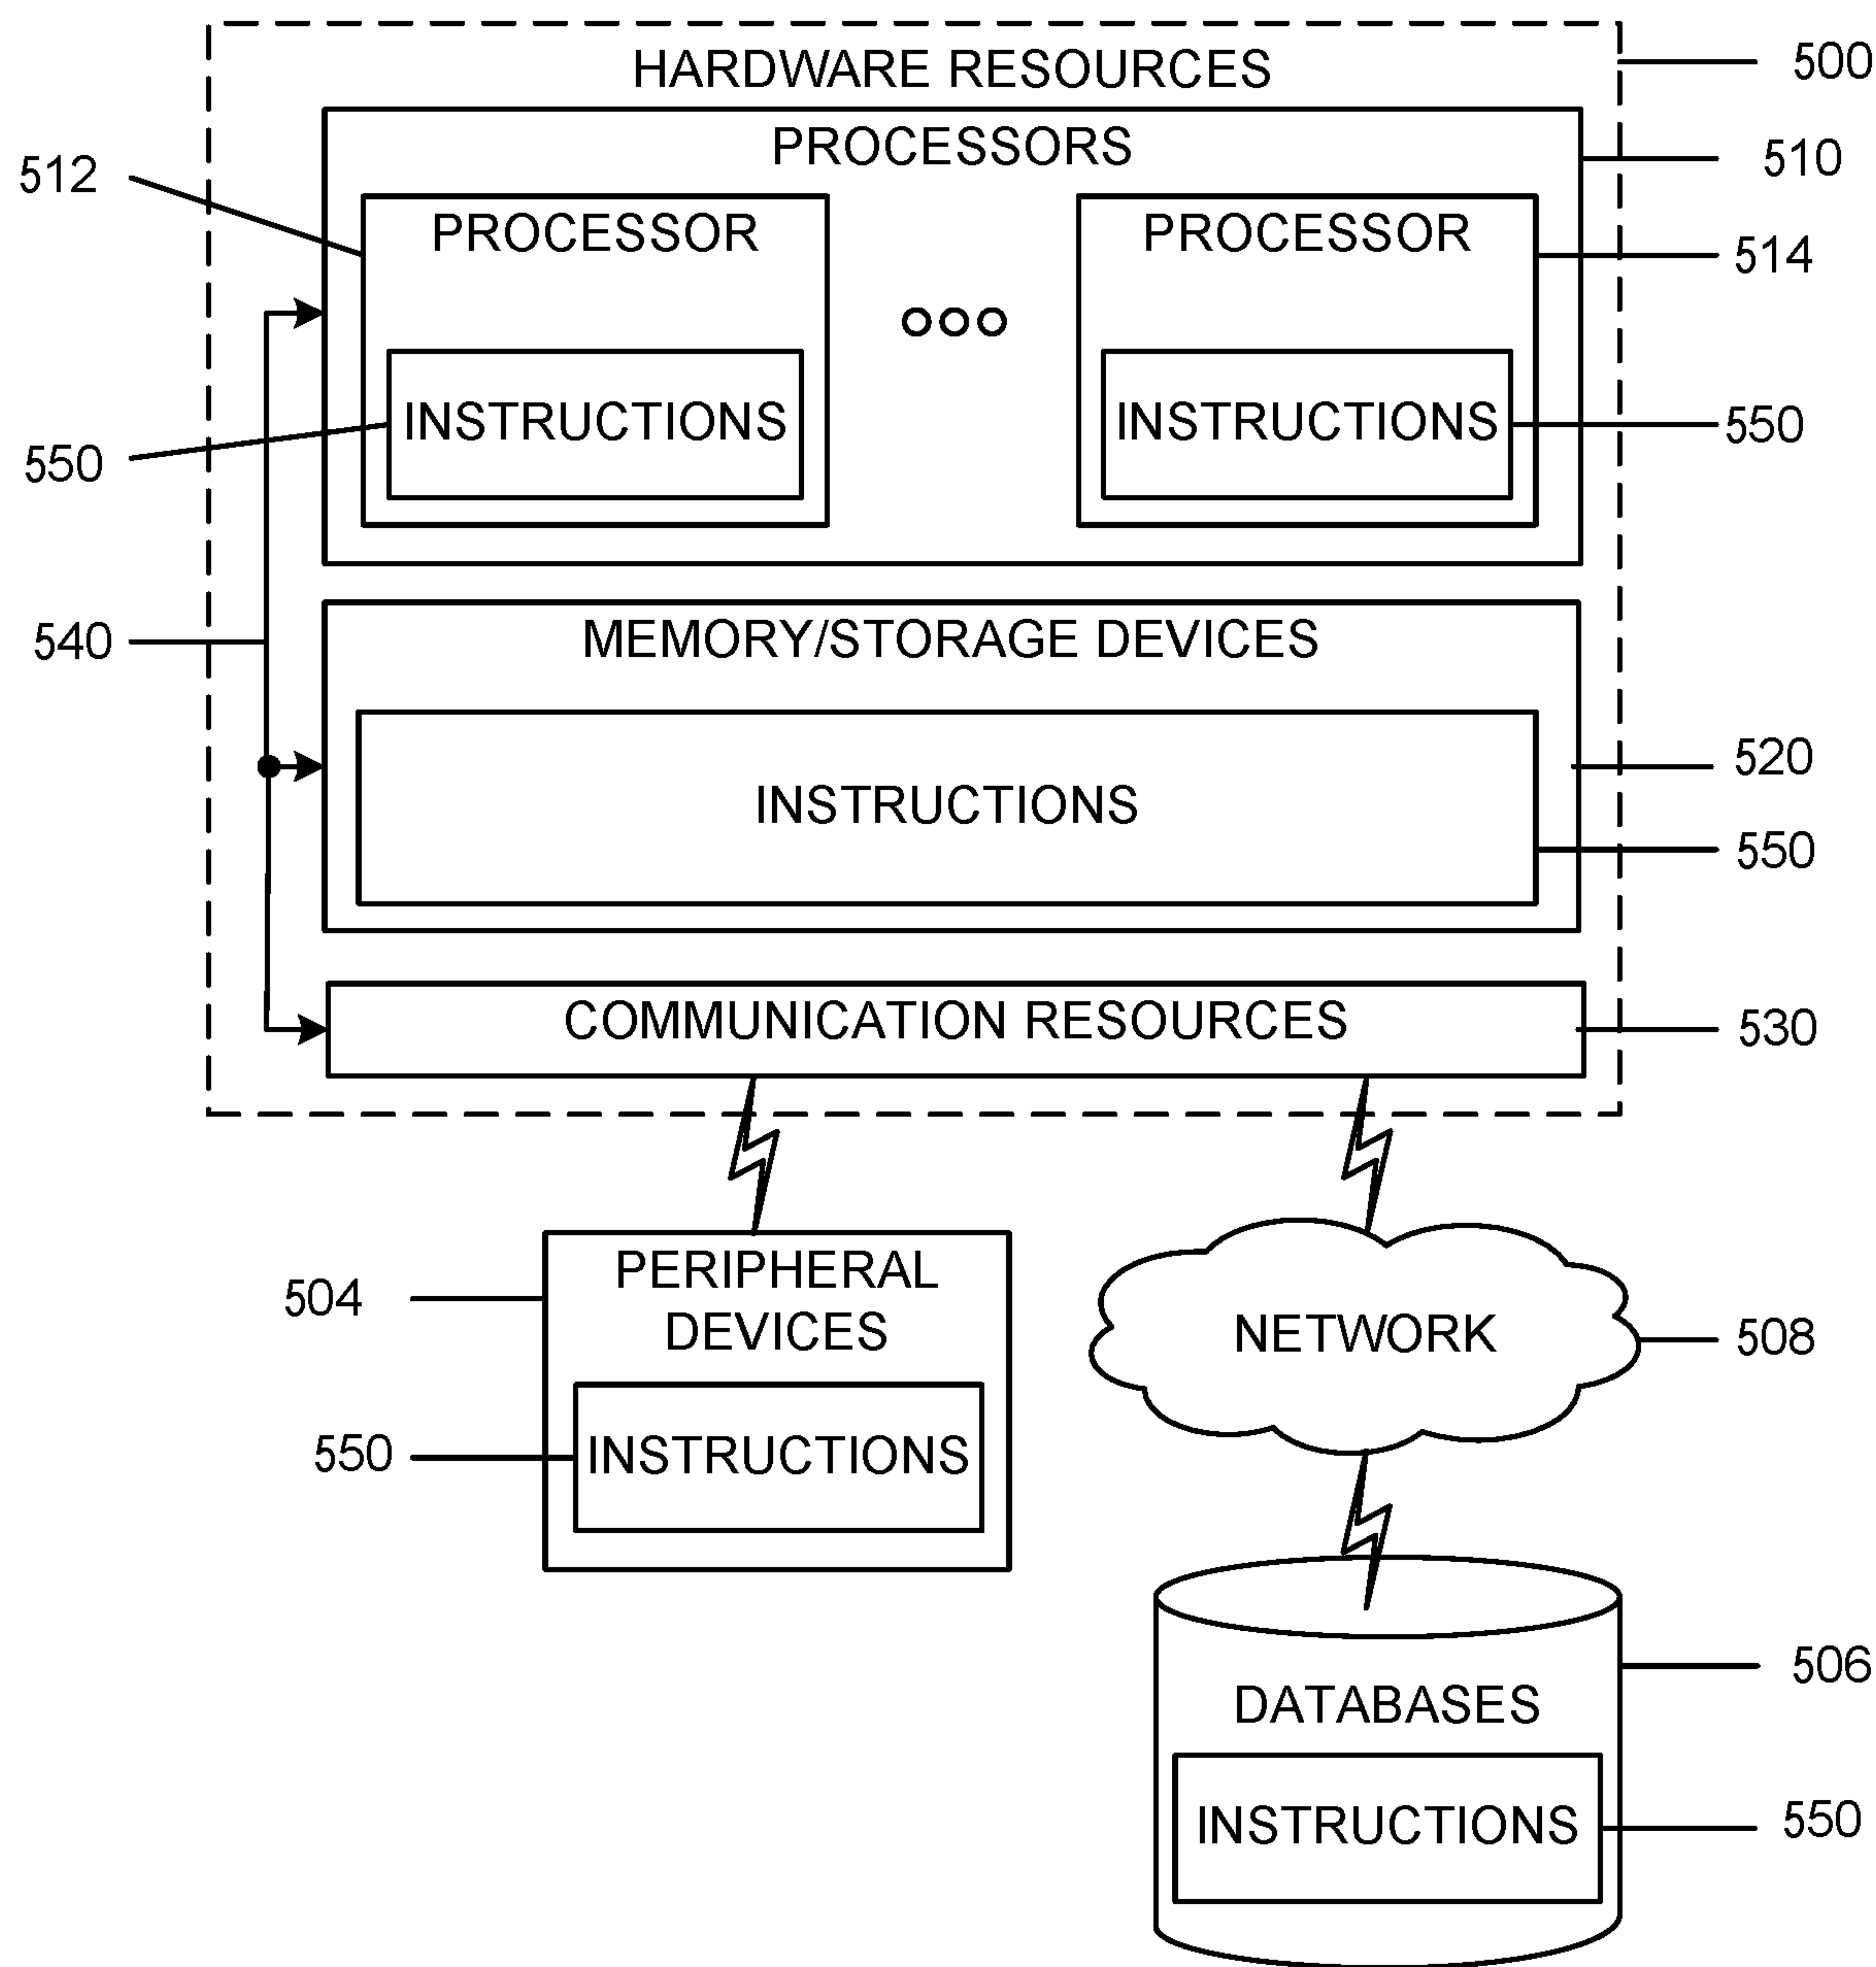 HARDWARE RESOURCES
500
PROCESSORS
510
512
PROCESSOR
PROCESSOR
514
INSTRUCTIONS
INSTRUCTIONS
550
550
540
MEMORY/STORAGE DEVICES
520
INSTRUCTIONS
550
COMMUNICATION RESOURCES
530
504
PERIPHERAL
DEVICES
550
INSTRUCTIONS
NETWORK
508
506
DATABASES
INSTRUCTIONS
550